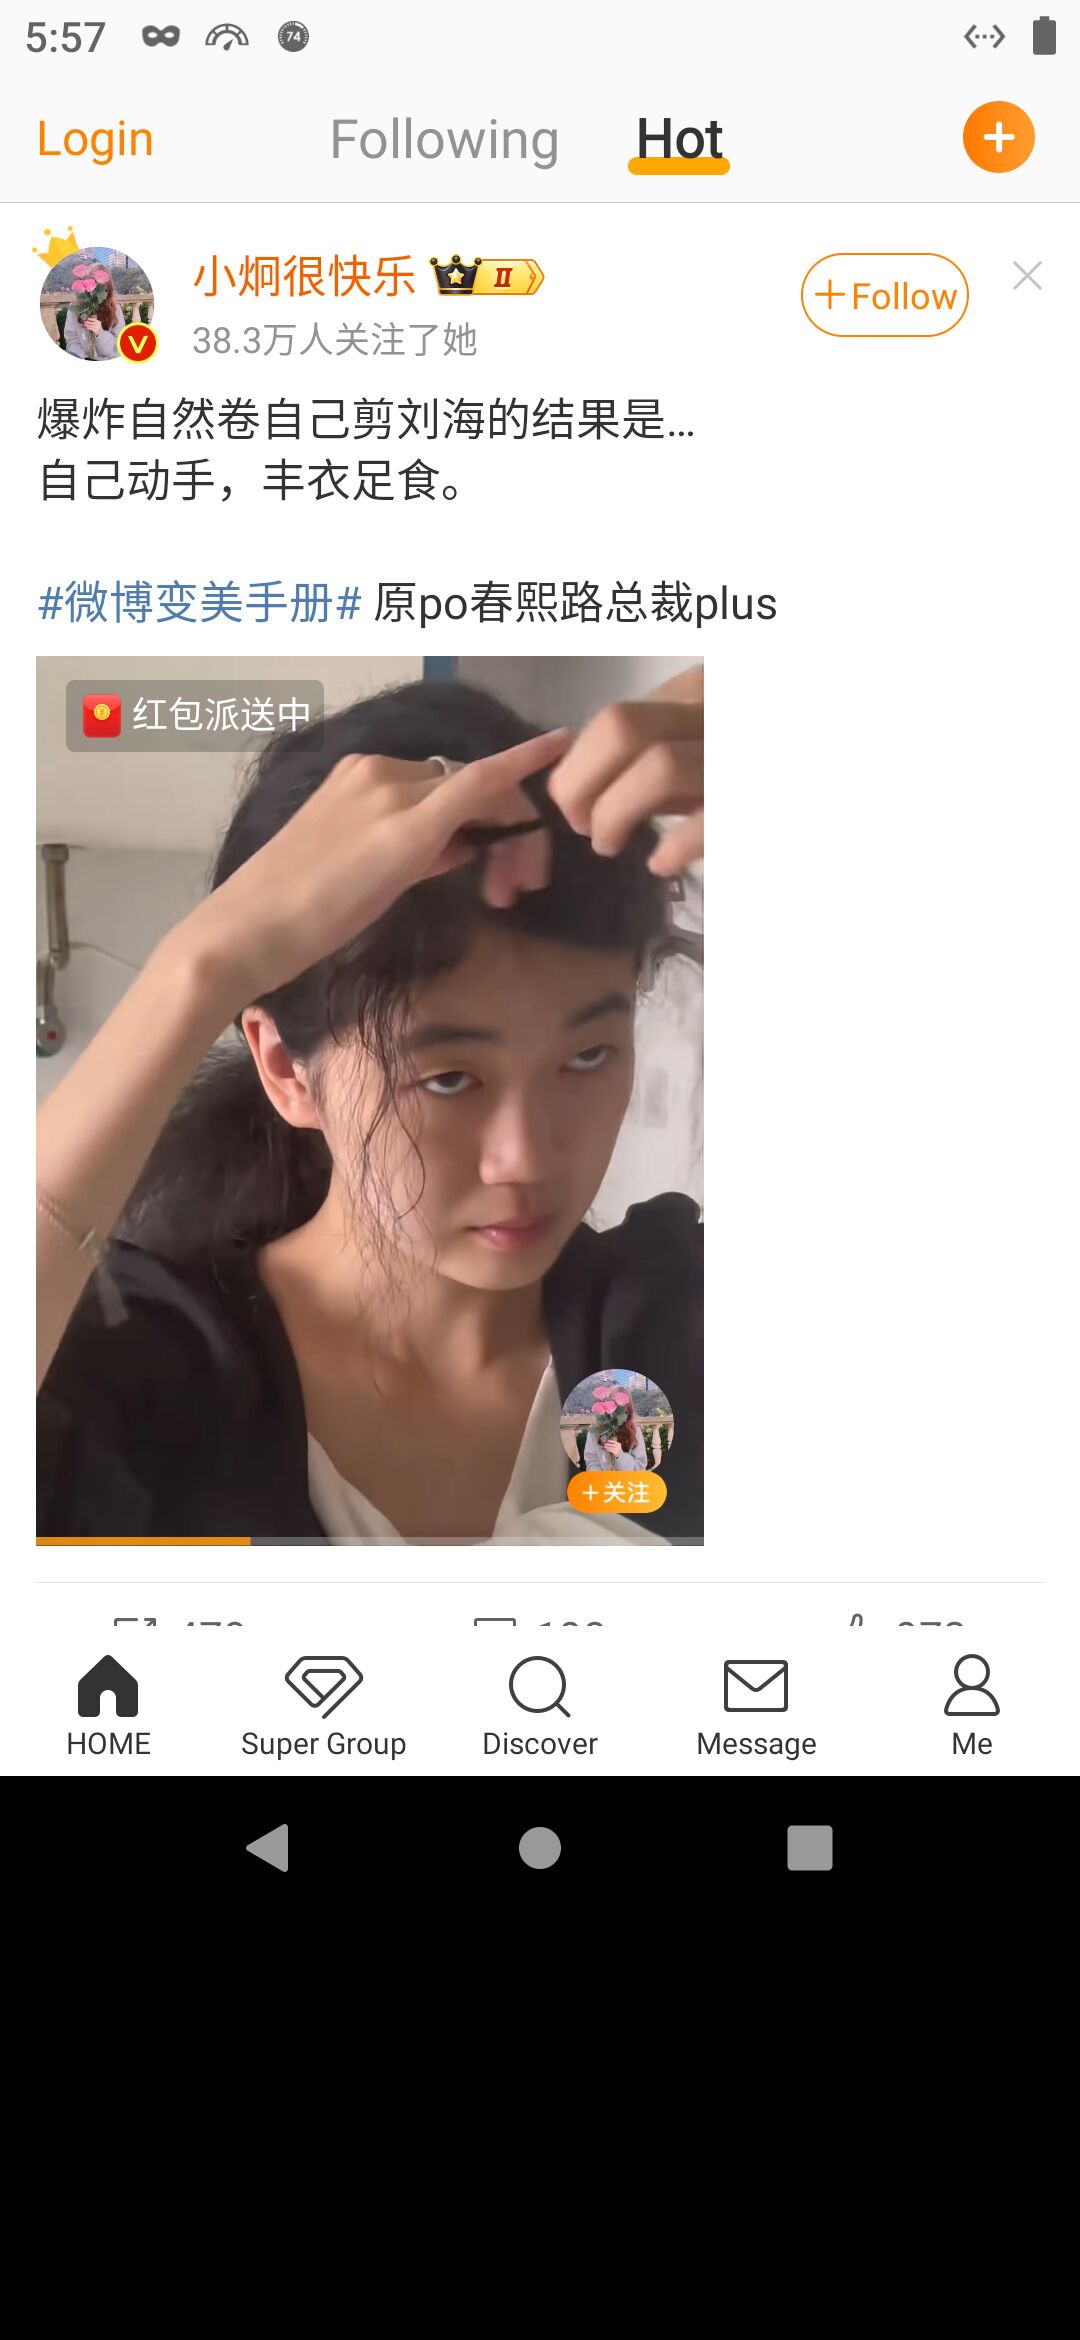 5:57
74
Login
Following
Hot
小炯很快乐
II
+Follow
38.3万人关注了她
爆炸自然卷自己剪刘海的结果是...
自己动手，丰衣足食。
#微博变美手册# 原po春熙路总裁plus
红包派送中
+关注
HOME
Super Group
Discover
Message
Me